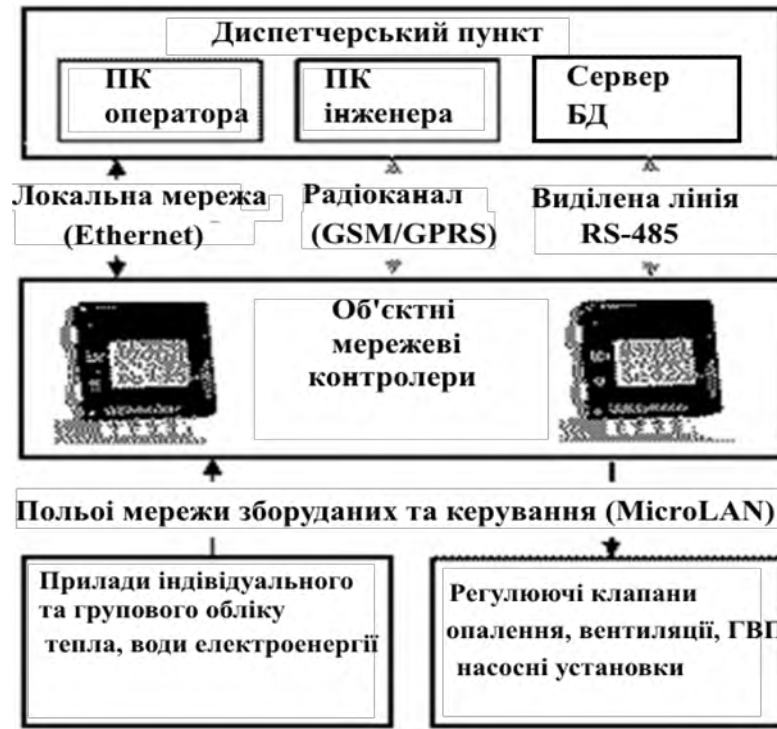 Диспетчерський пункт
ПК
оператора
ПК
інженера
Сервер
БД
Локальна мережа
(Ethernet)
Радіоканал
(GSM/GPRS)
Виділена лінія
RS-485
Об'єктні
мережеві
контролери
Польоі мережи зборуданих та керування (MicroLAN)
Прилади індівідуального
та групового обліку
тепла, води електроенергії
Регулюючі клапани
опалення, вентиляції, ГВП
насосні установки